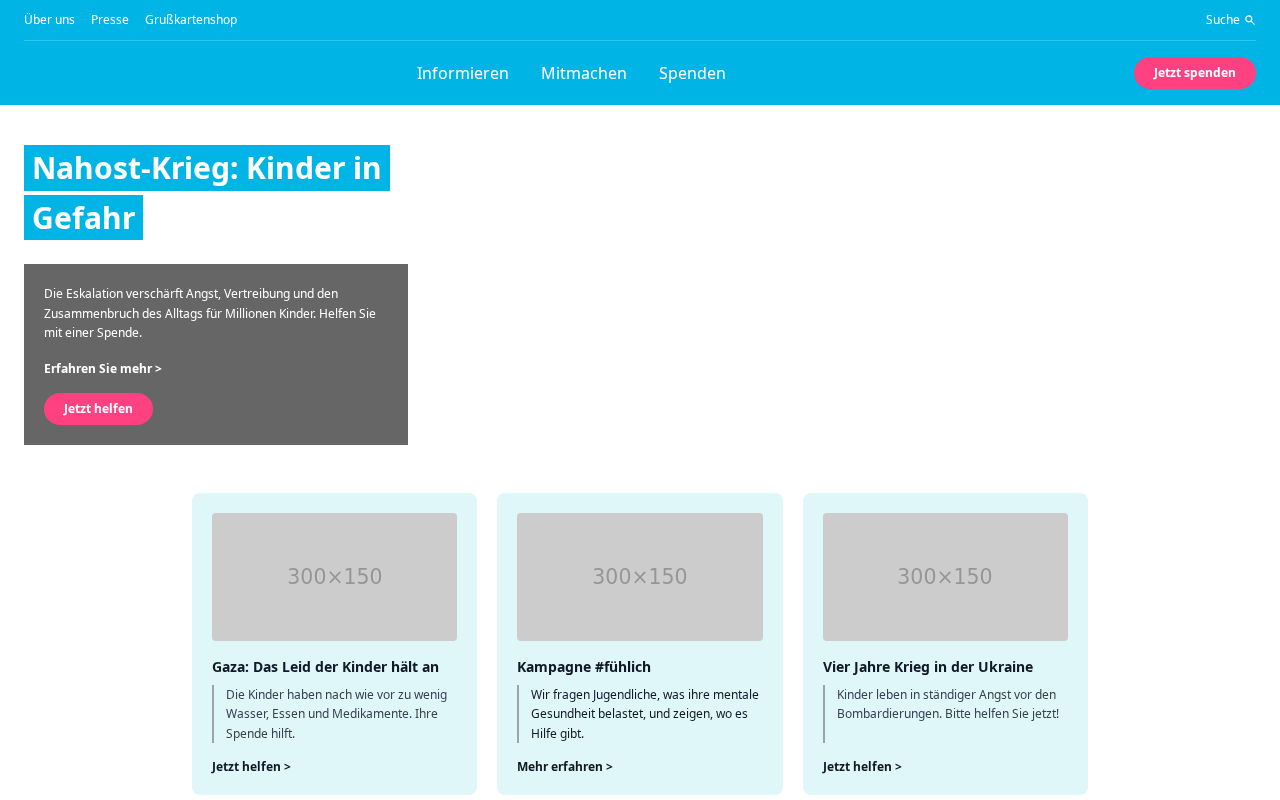 Über uns Presse Grußkartenshop Suche
Informieren Mitmachen Spenden Jetzt spenden
Nahost-Krieg: Kinder in
Gefahr
Die Eskalation verschärft Angst, Vertreibung und den
Zusammenbruch des Alltags für Millionen Kinder. Helfen Sie
mit einer Spende.
Erfahren Sie mehr >
Jetzt helfen
300×150
Gaza: Das Leid der Kinder hält an
Die Kinder haben nach wie vor zu wenig
Wasser, Essen und Medikamente. Ihre
Spende hilft.
Jetzt helfen >
300×150
Kampagne #fühlich
Wir fragen Jugendliche, was ihre mentale
Gesundheit belastet, und zeigen, wo es
Hilfe gibt.
Mehr erfahren >
300×150
Vier Jahre Krieg in der Ukraine
Kinder leben in ständiger Angst vor den
Bombardierungen. Bitte helfen Sie jetzt!
Jetzt helfen >